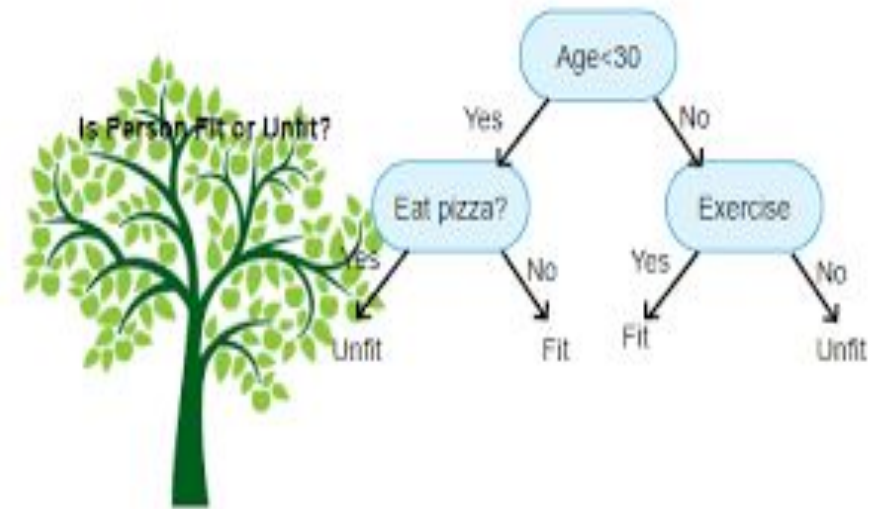 Age<30
Is Person Fit or Unfit?
Yes
No
Eat pizza?
Exercise
Yes
No
Yes
No
Unfit
Fit
Fit
Unfit